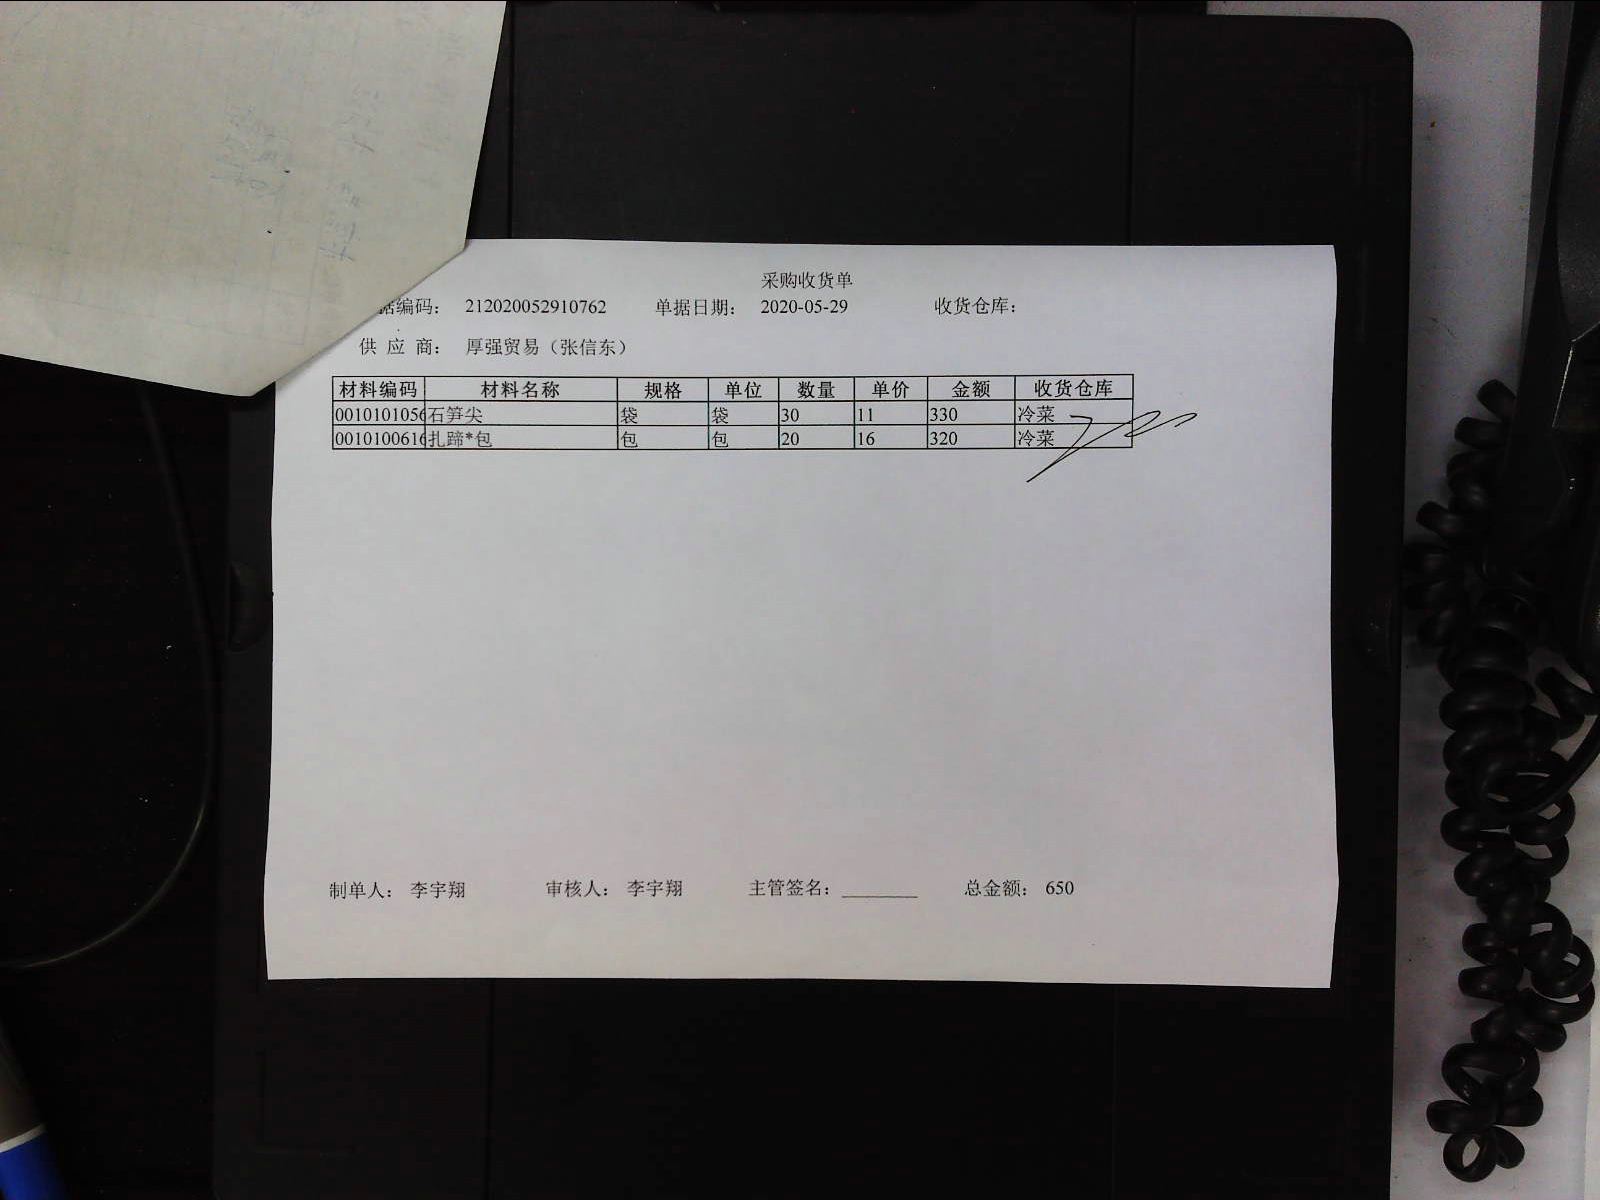 采购收货单
据编码： 212020052910762 单据日期： 2020-05-29 收货仓库：
供 应 商： 厚强贸易（张信东）
材料编码 材料名称 规格 单位 数量 单价 金额 收货仓库
0010101056 石笋尖 袋 袋 30 11 330 冷菜
0010100616 扎蹄*包 包 包 20 16 320 冷菜
制单人： 李宇翔 审核人： 李宇翔 主管签名： 总金额： 650